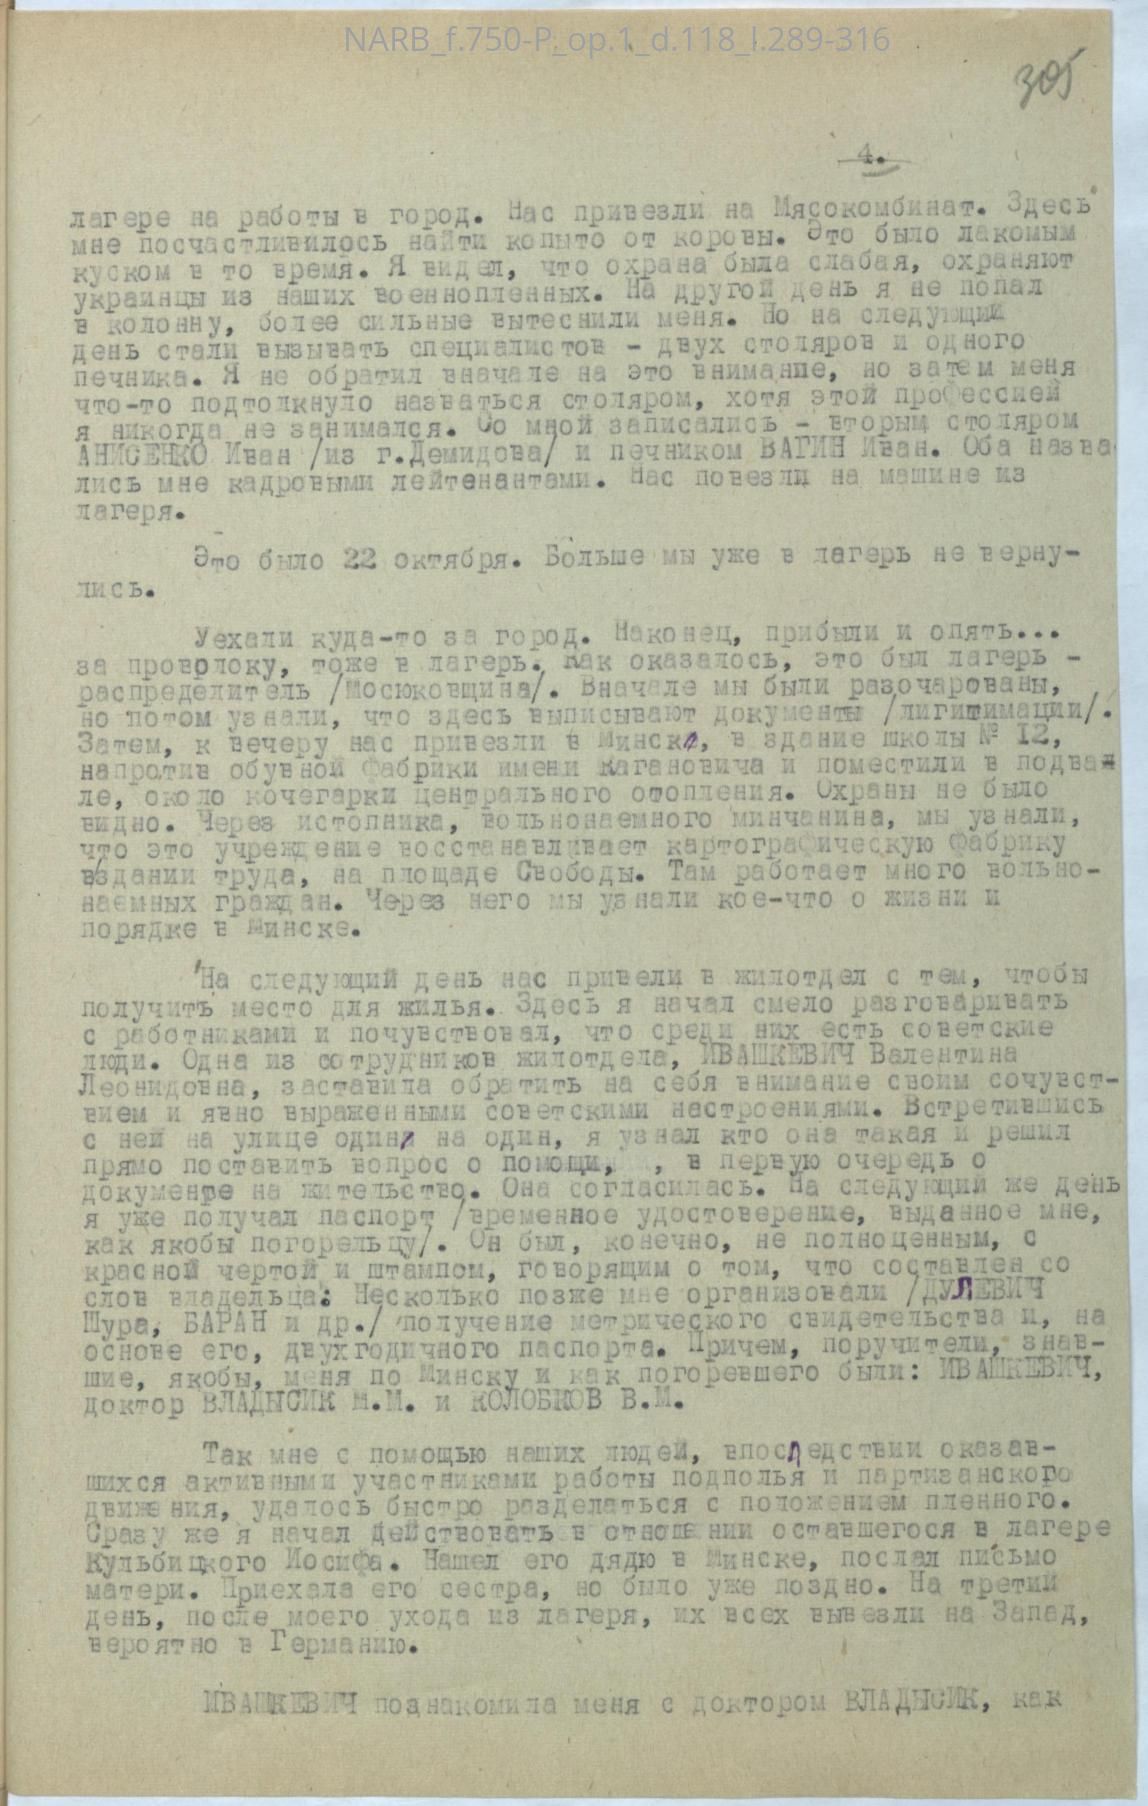 NARB_f.750-P_op.1_d.118_l.289-316
305
4.
лагере на работы в город. Нас привезли на Мясокомбинат. Здесь
мне посчастливилось найти копыто от коровы. Это было лакомым
куском в то время. Я видел, что охрана была слабая, охраняют
украинцы из наших военнопленных. На другой день я не попал
в колонну, более сильные вытеснили меня. Но на следующий
день стали вызывать специалистов - двух столяров и одного
печника. Я не обратил вначале на это внимание, но затем меня
что-то подтолкнуло назваться столяром, хотя этой профессией
я никогда не занимался. Со мной записались - вторым столяром
АНИСЕНКО Иван /из г.Демидова/ и печником ВАГИН Иван. Оба назва-
лись мне кадровыми лейтенантами. Нас повезли на машине из
лагеря.
Это было 22 октября. Больше мы уже в лагерь не верну-
лись.
Уехали куда-то за город. Наконец, прибыли и опять...
за проволоку, тоже в лагерь. Как оказалось, это был лагерь -
распределитель /Мосюковщина/. Вначале мы были разочарованы,
но потом узнали, что здесь выписывают документы /лигитимации/.
Затем, к вечеру нас привезли в Минск, в здание школы № I2,
напротив обувной фабрики имени Кагановича и поместили в подва-
ле, около кочегарки центрального отопления. Охраны не было
видно. Через истопника, вольнонаемного минчанина, мы узнали,
что это учреждение восстанавливает картографическую фабрику
в/здании труда, на площаде Свободы. Там работает много вольно-
наемных граждан. Через него мы узнали кое-что о жизни и
порядке в Минске.
На следующий день нас привели в жилотдел с тем, чтобы
получить место для жилья. Здесь я начал смело разговаривать
с работниками и почувствовал, что среди них есть советские
люди. Одна из сотрудников жилотдела, ИВАШКЕВИЧ Валентина
Леонидовна, заставила обратить на себя внимание своим сочувст-
вием и явно выраженными советскими настроениями. Встретившись
с ней на улице один на один, я узнал кто она такая и решил
прямо поставить вопрос о помощи, , в первую очередь о
документе на жительство. Она согласилась. На следующий же день
я уже получал паспорт /временное удостоверение, выданное мне,
как якобы погорельцу/. Он был, конечно, не полноценным, с
красной чертой и штампом, говорящим о том, что составлен со
слов владельца. Несколько позже мне организовали /ДУЛЕВИЧ
Шура, БАРАН и др./ получение метрического свидетельства и, на
основе его, двухгодичного паспорта. Причем, поручители, знав-
шие, якобы, меня по Минску и как погоревшего были: ИВАШКЕВИЧ,
доктор ВЛАДЫСИК М.М. и КОЛОБКОВ В.М.
Так мне с помощью наших людей, впоследствии оказав-
шихся активными участниками работы подполья и партизанского
движения, удалось быстро разделаться с положением пленного.
Сразу же я начал действовать в отношении оставшегося в лагере
Кульбицкого Иосифа. Нашел его дядю в Минске, послал письмо
матери. Приехала его сестра, но было уже поздно. На третий
день, после моего ухода из лагеря, их всех вывезли на Запад,
вероятно в Германию.
ИВАШКЕВИЧ познакомила меня с доктором ВЛАДЫСИК, как